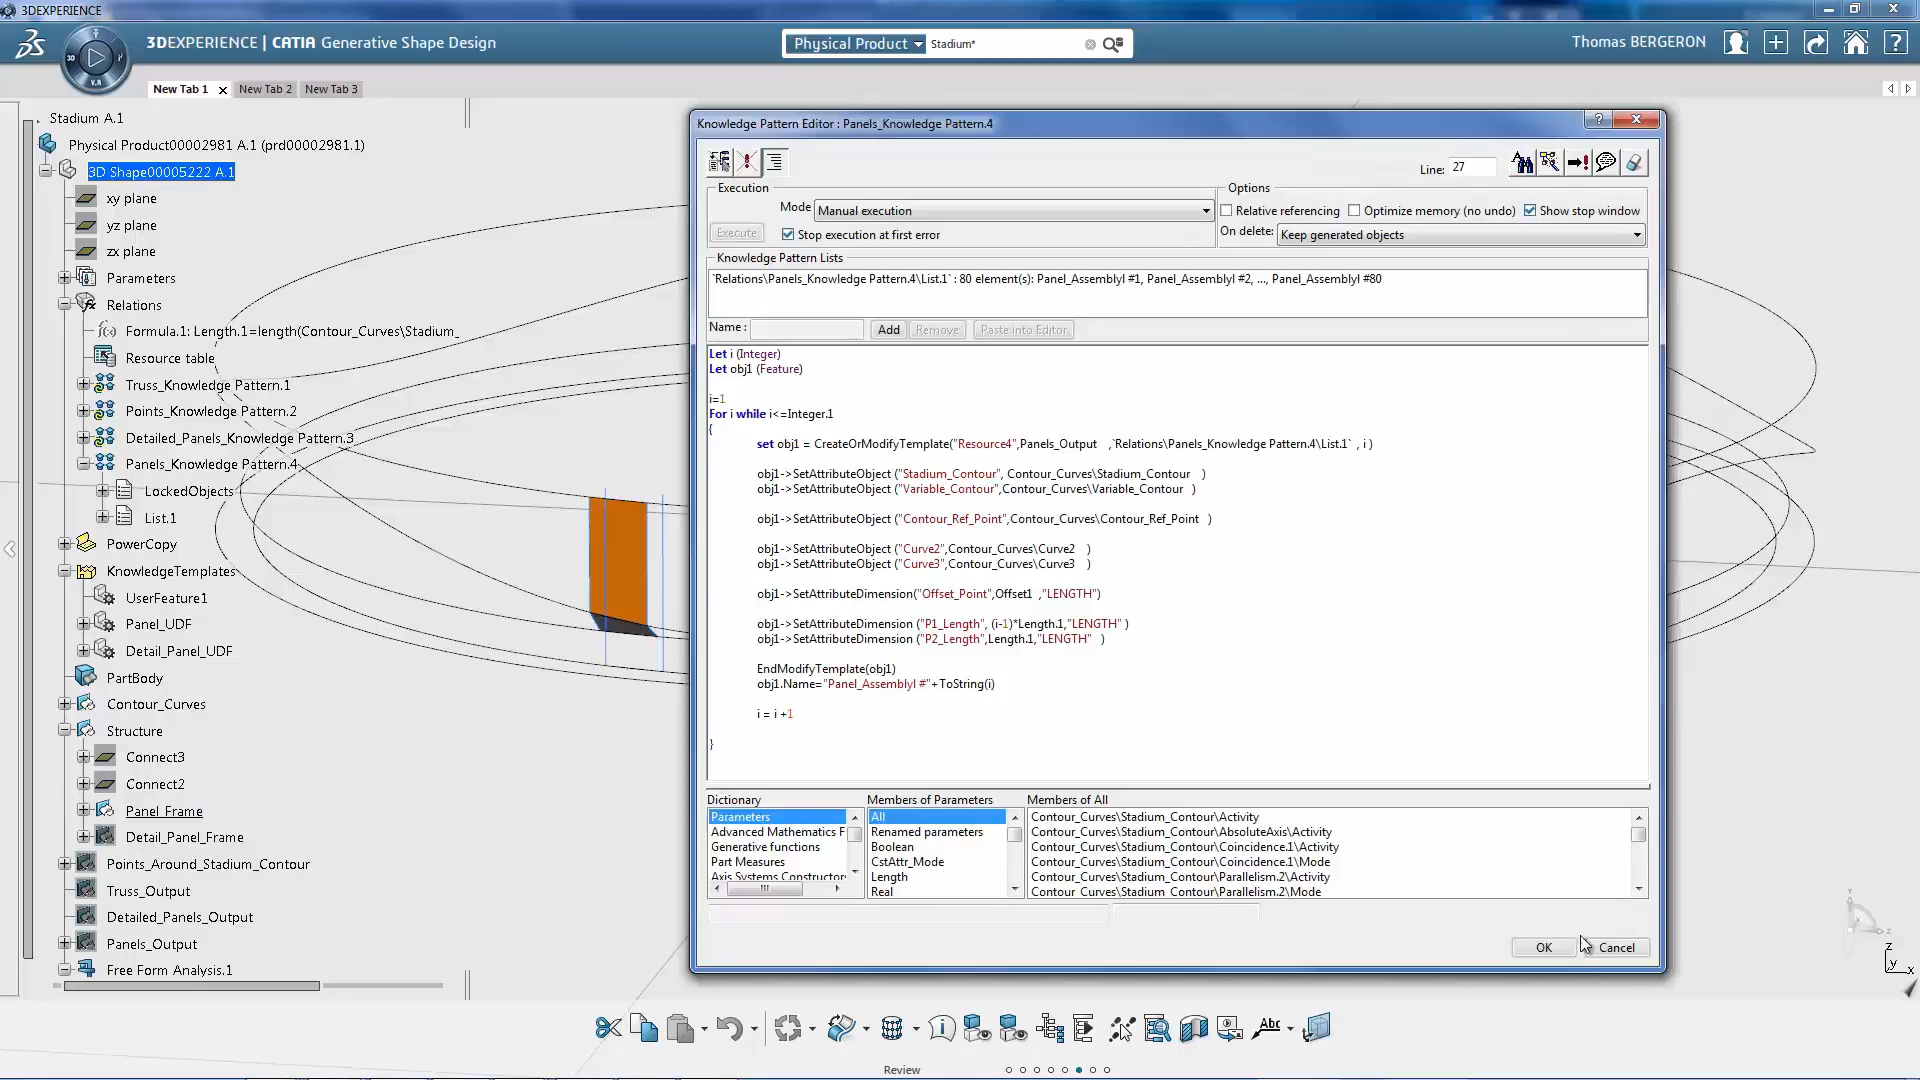 3DEXPERIENCE
3DEXPERIENCE | CATIA Generative Shape Design
Physical Product
Stadium*
Thomas BERGERON
3D
i²
V.R
New Tab 1
New Tab 2
New Tab 3
Stadium A.1
Physical Product00002981 A.1 (prd00002981.1)
3D Shape00005222 A.1
xy plane
yz plane
zx plane
Parameters
Relations
Formula.1: Length.1=length(Contour_Curves\Stadium_
Resource table
Truss_Knowledge Pattern.1
Points_Knowledge Pattern.2
Detailed_Panels_Knowledge Pattern.3
Panels_Knowledge Pattern.4
LockedObjects
List.1
PowerCopy
KnowledgeTemplates
UserFeature1
Panel_UDF
Detail_Panel_UDF
PartBody
Contour_Curves
Structure
Connect3
Connect2
Panel_Frame
Detail_Panel_Frame
Points_Around_Stadium_Contour
Truss_Output
Detailed_Panels_Output
Panels_Output
Free Form Analysis.1
Knowledge Pattern Editor : Panels_Knowledge Pattern.4
Line: 27
Execution
Mode Manual execution
Execute
Stop execution at first error
Options
Relative referencing
Optimize memory (no undo)
Show stop window
On delete: Keep generated objects
Knowledge Pattern Lists
`Relations\Panels_Knowledge Pattern.4\List.1`: 80 element(s): Panel_Assemblyl #1, Panel_Assemblyl #2, ..., Panel_Assemblyl #80
Name :
Add
Remove
Paste into Editor
Let i (Integer)
Let obj1 (Feature)
i=1
For i while i<=Integer.1
{
set obj1 = CreateOrModifyTemplate("Resource4",Panels_Output ,`Relations\Panels_Knowledge Pattern.4\List.1` , i )
obj1->SetAttributeObject ("Stadium_Contour", Contour_Curves\Stadium_Contour )
obj1->SetAttributeObject ("Variable_Contour",Contour_Curves\Variable_Contour )
obj1->SetAttributeObject ("Contour_Ref_Point",Contour_Curves\Contour_Ref_Point )
obj1->SetAttributeObject ("Curve2",Contour_Curves\Curve2 )
obj1->SetAttributeObject ("Curve3",Contour_Curves\Curve3 )
obj1->SetAttributeDimension("Offset_Point",Offset1 ,"LENGTH")
obj1->SetAttributeDimension ("P1_Length", (i-1)*Length.1,"LENGTH" )
obj1->SetAttributeDimension ("P2_Length",Length.1,"LENGTH" )
EndModifyTemplate(obj1)
obj1.Name="Panel_Assemblyl #"+ToString(i)
i = i +1
}
Dictionary
Parameters
Advanced Mathematics F
Generative functions
Part Measures
Axis Systems Constructor
Members of Parameters
All
Renamed parameters
Boolean
CstAttr_Mode
Length
Real
Members of All
Contour_Curves\Stadium_Contour\Activity
Contour_Curves\Stadium_Contour\AbsoluteAxis\Activity
Contour_Curves\Stadium_Contour\Coincidence.1\Activity
Contour_Curves\Stadium_Contour\Coincidence.1\Mode
Contour_Curves\Stadium_Contour\Parallelism.2\Activity
Contour_Curves\Stadium_Contour\Parallelism.2\Mode
OK
Cancel
z
y
x
Abc
Review